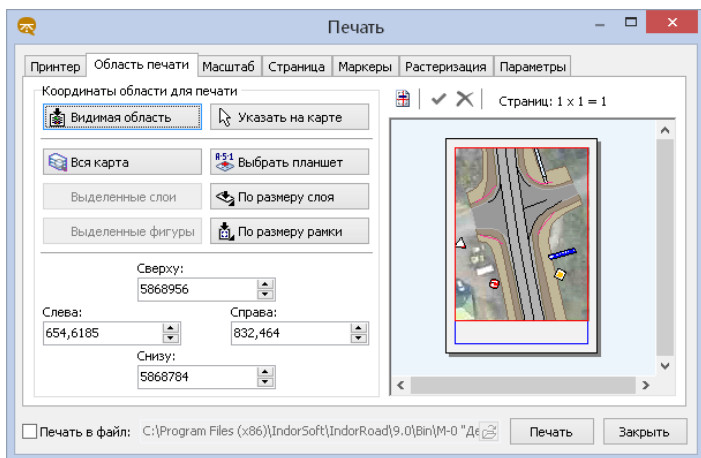 Печать
Принтер Область печати Масштаб Страница Маркеры Растеризация Параметры
Координаты области для печати
Видимая область Указать на карте
Вся карта Выбрать планшет
Выделенные слои По размеру слоя
Выделенные фигуры По размеру рамки
Сверху:
5868956
Слева: Справа:
654,6185 832,464
Снизу:
5868784
Страниц: 1 x 1 = 1
Печать в файл: C:\Program Files (x86)\IndorSoft\IndorRoad\9.0\Bin\М-0 "Де
Печать Закрыть